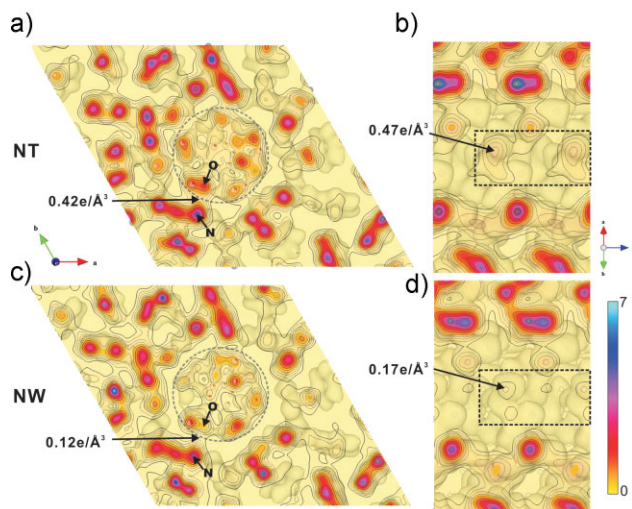 a)
b)
NT
O
0.42e/Å³
N
0.47e/Å³
b
a
a
b
c)
d)
NW
O
0.12e/Å³
N
0.17e/Å³
7
0